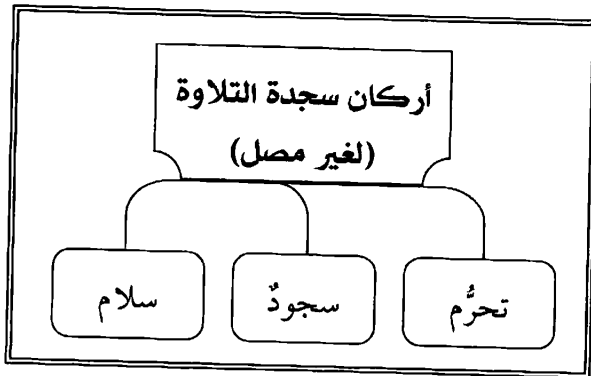 أركان سجدة التلاوة
(لغير مصل)
تحرُّم
سجودٌ
سلام